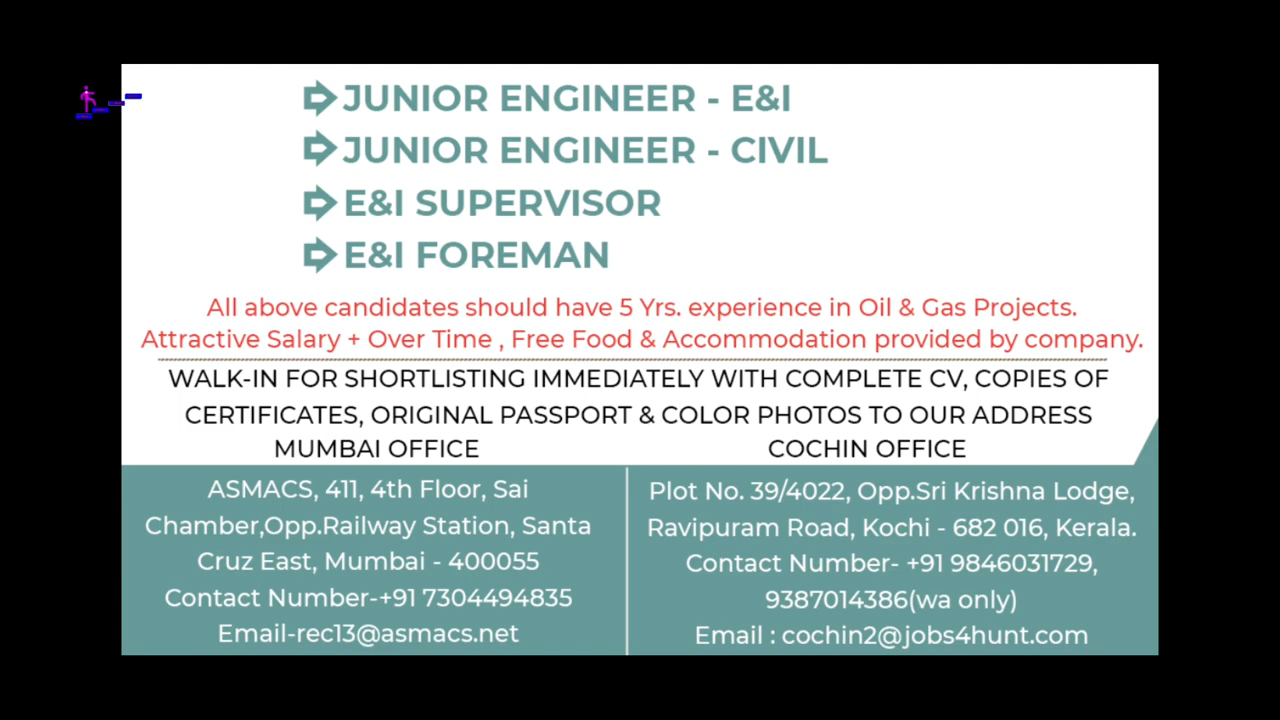 JUNIOR ENGINEER - E&I
JUNIOR ENGINEER - CIVIL
E&I SUPERVISOR
E&I FOREMAN
All above candidates should have 5 Yrs. experience in Oil & Gas Projects.
Attractive Salary + Over Time , Free Food & Accommodation provided by company.
WALK-IN FOR SHORTLISTING IMMEDIATELY WITH COMPLETE CV, COPIES OF
CERTIFICATES, ORIGINAL PASSPORT & COLOR PHOTOS TO OUR ADDRESS
MUMBAI OFFICE
ASMACS, 411, 4th Floor, Sai
Chamber,Opp.Railway Station, Santa
Cruz East, Mumbai - 400055
Contact Number-+91 7304494835
Email-rec13@asmacs.net
COCHIN OFFICE
Plot No. 39/4022, Opp.Sri Krishna Lodge,
Ravipuram Road, Kochi - 682 016, Kerala.
Contact Number- +91 9846031729,
9387014386(wa only)
Email : cochin2@jobs4hunt.com